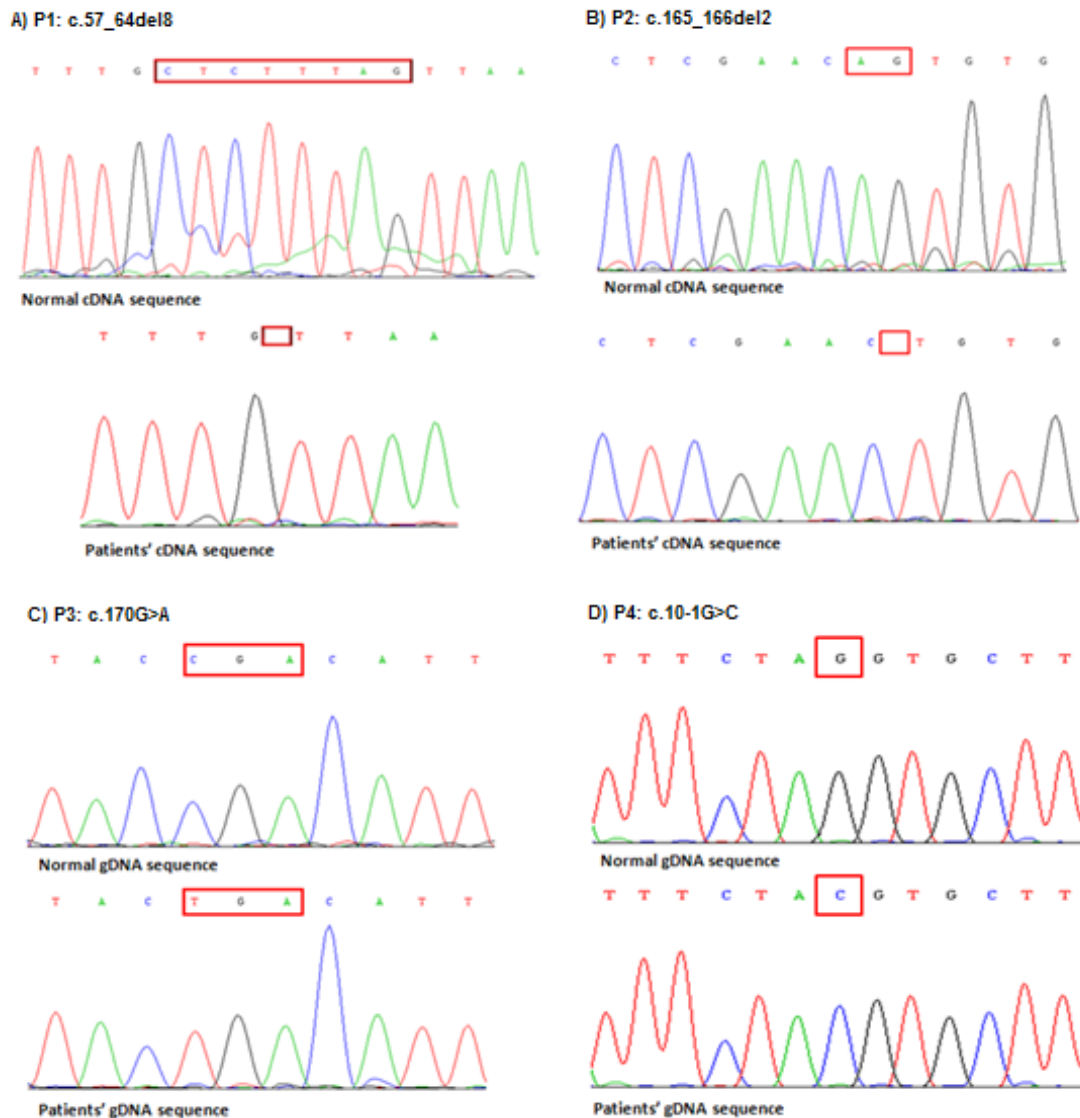 A) P1: c.57_64del8
T T T G C T C T T T A G T T A A
Normal cDNA sequence
T T T G T T A A
Patients' cDNA sequence
B) P2: c.165_166del2
C T C G A A C A G T G T G
Normal cDNA sequence
C T C G A A C T G T G
Patients' cDNA sequence
C) P3: c.170G>A
T A C C G A C A T T
Normal gDNA sequence
T A C T G A C A T T
Patients' gDNA sequence
D) P4: c.10-1G>C
T T T C T A G G T G C T T
Normal gDNA sequence
T T T C T A C G T G C T T
Patients' gDNA sequence